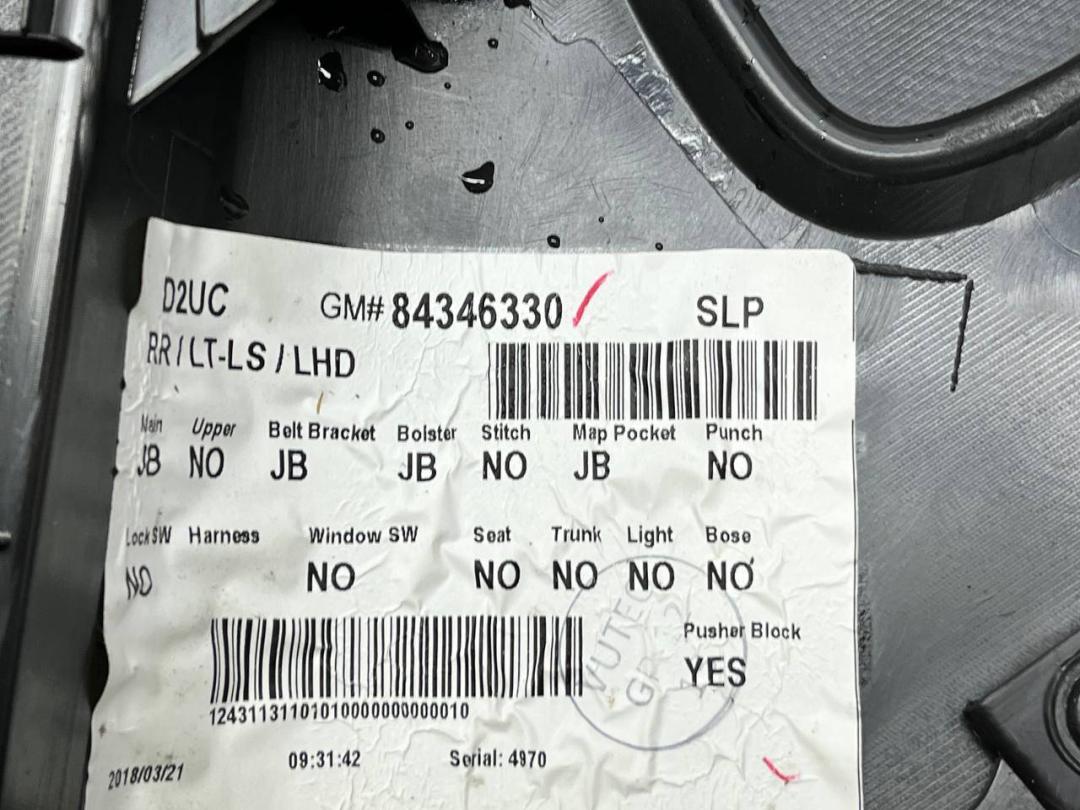 D2UC GM# 84346330 SLP
RR / LT-LS / LHD
Main Upper Belt Bracket Bolster Stitch Map Pocket Punch
JB NO JB JB NO JB NO
Lock SW Harness Window SW Seat Trunk Light Bose
NO NO NO NO NO NO
Pusher Block
YES
VUTEQ
1243113110101000000000010
2018/03/21 09:31:42 Serial: 4970